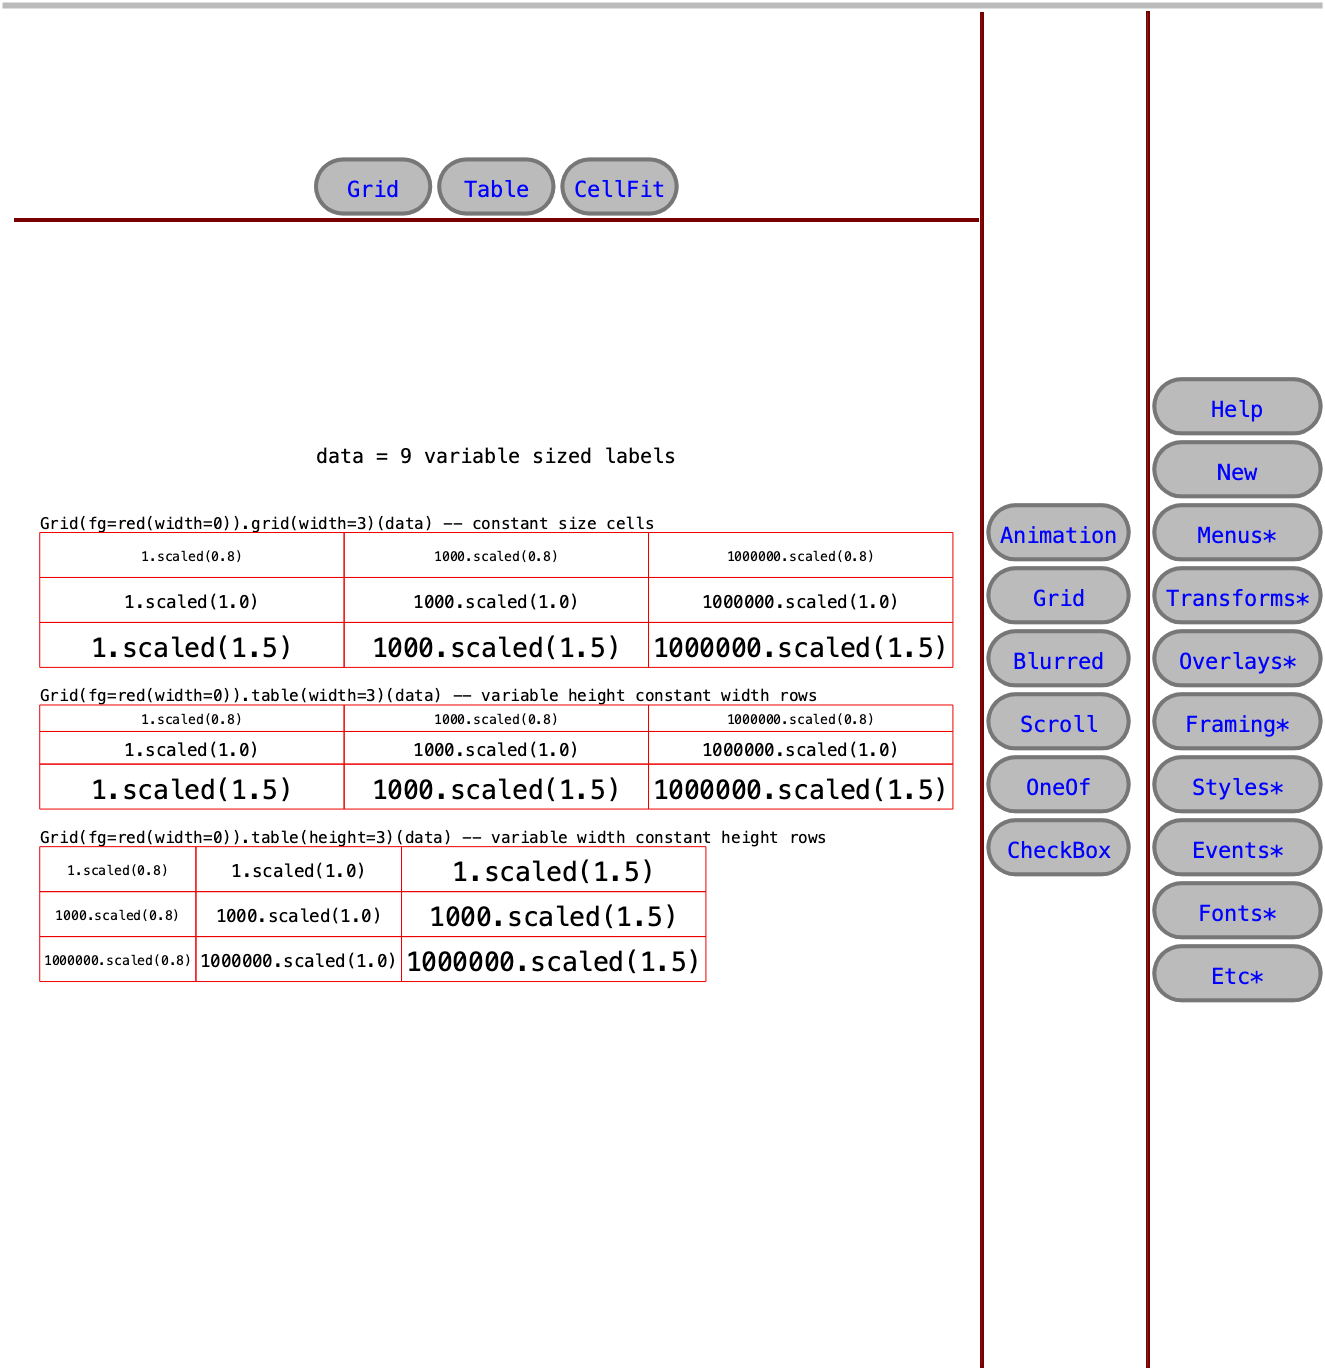 Grid Table CellFit
data = 9 variable sized labels
Grid(fg=red(width=0)).grid(width=3)(data) -- constant size cells
1.scaled(0.8) 1000.scaled(0.8) 1000000.scaled(0.8)
1.scaled(1.0) 1000.scaled(1.0) 1000000.scaled(1.0)
1.scaled(1.5) 1000.scaled(1.5) 1000000.scaled(1.5)
Grid(fg=red(width=0)).table(width=3)(data) -- variable height constant width rows
1.scaled(0.8) 1000.scaled(0.8) 1000000.scaled(0.8)
1.scaled(1.0) 1000.scaled(1.0) 1000000.scaled(1.0)
1.scaled(1.5) 1000.scaled(1.5) 1000000.scaled(1.5)
Grid(fg=red(width=0)).table(height=3)(data) -- variable width constant height rows
1.scaled(0.8) 1.scaled(1.0) 1.scaled(1.5)
1000.scaled(0.8) 1000.scaled(1.0) 1000.scaled(1.5)
1000000.scaled(0.8) 1000000.scaled(1.0) 1000000.scaled(1.5)
Animation
Grid
Blurred
Scroll
OneOf
CheckBox
Help
New
Menus*
Transforms*
Overlays*
Framing*
Styles*
Events*
Fonts*
Etc*